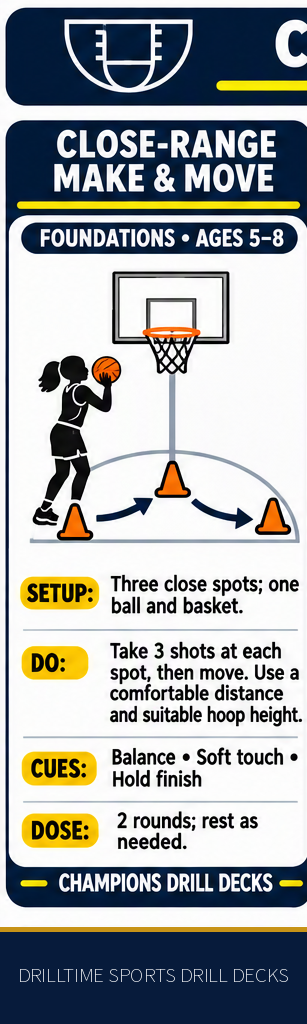 C
CLOSE-RANGE
MAKE & MOVE
FOUNDATIONS • AGES 5–8
SETUP: Three close spots; one
ball and basket.
DO: Take 3 shots at each
spot, then move. Use a
comfortable distance
and suitable hoop height.
CUES: Balance • Soft touch •
Hold finish
DOSE: 2 rounds; rest as
needed.
CHAMPIONS DRILL DECKS
DRILLTIME SPORTS DRILL DECKS